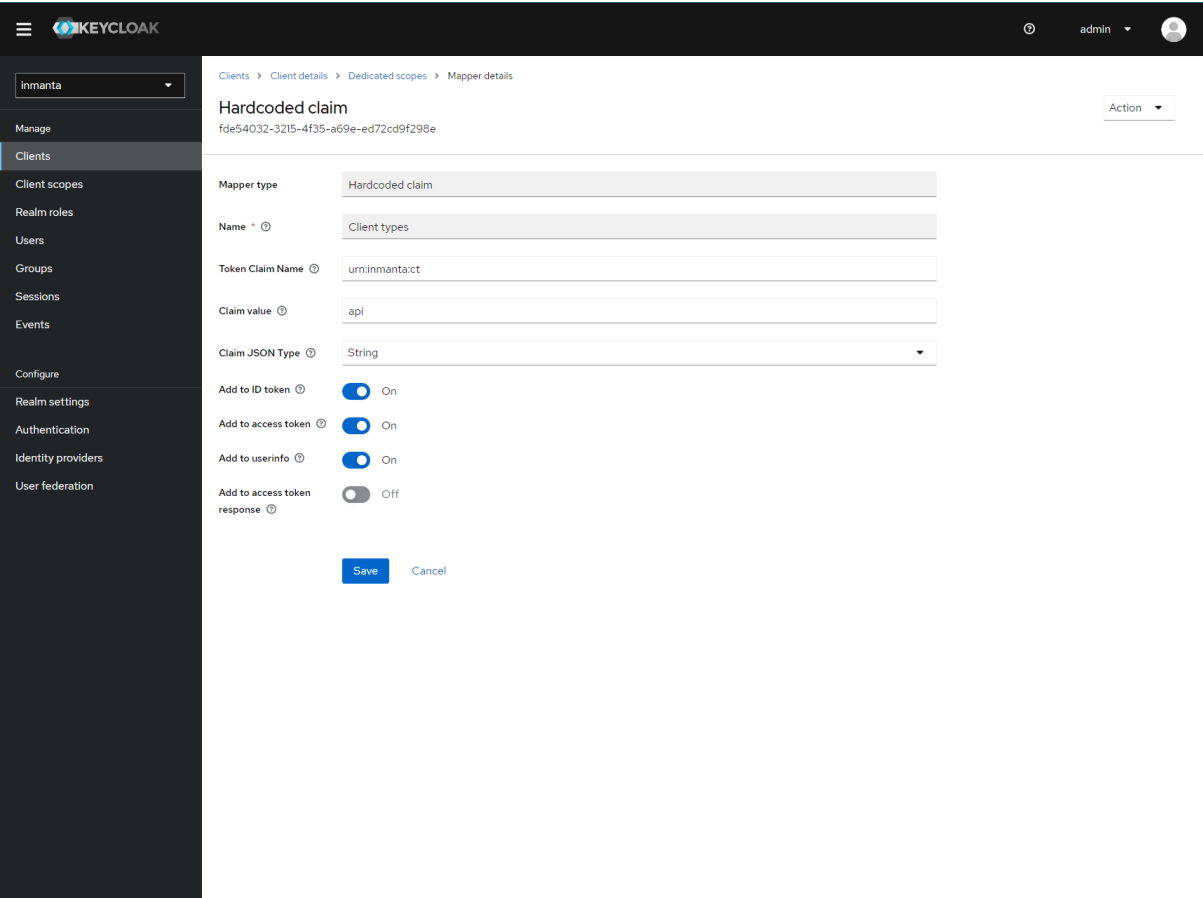 KEYCLOAK
admin
inmanta
Manage
Clients
Client scopes
Realm roles
Users
Groups
Sessions
Events
Configure
Realm settings
Authentication
Identity providers
User federation
Clients > Client details > Dedicated scopes > Mapper details
Hardcoded claim
Action
fde54032-3215-4f35-a69e-ed72cd9f298e
Mapper type Hardcoded claim
Name * Client types
Token Claim Name urn:inmanta:ct
Claim value api
Claim JSON Type String
Add to ID token On
Add to access token On
Add to userinfo On
Add to access token
response Off
Save Cancel